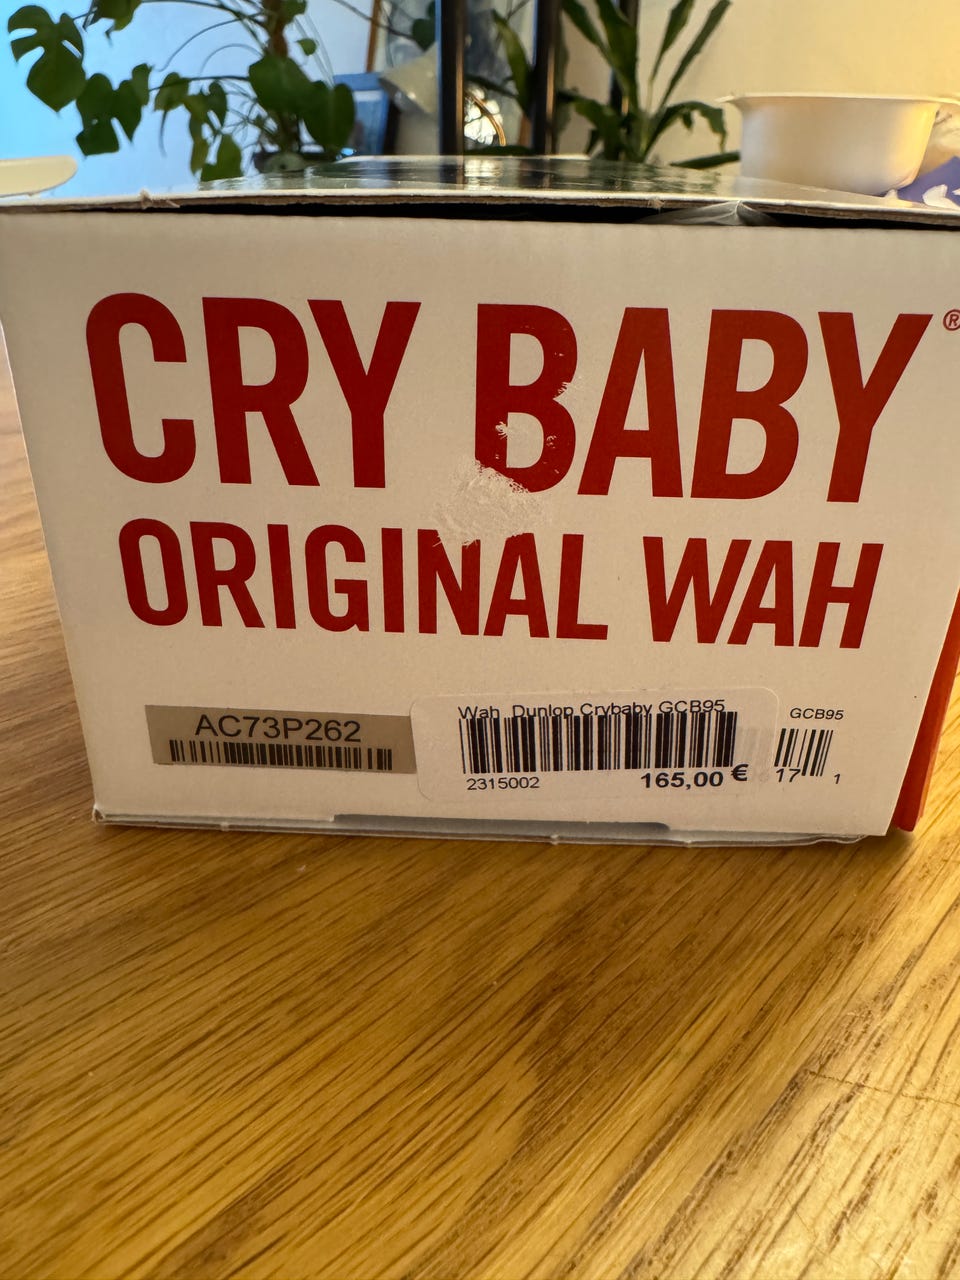 CRY BABY®
ORIGINAL WAH
AC73P262
Wah Dunlop Crybaby GCB95
2315002
165,00 €
GCB95
17
1